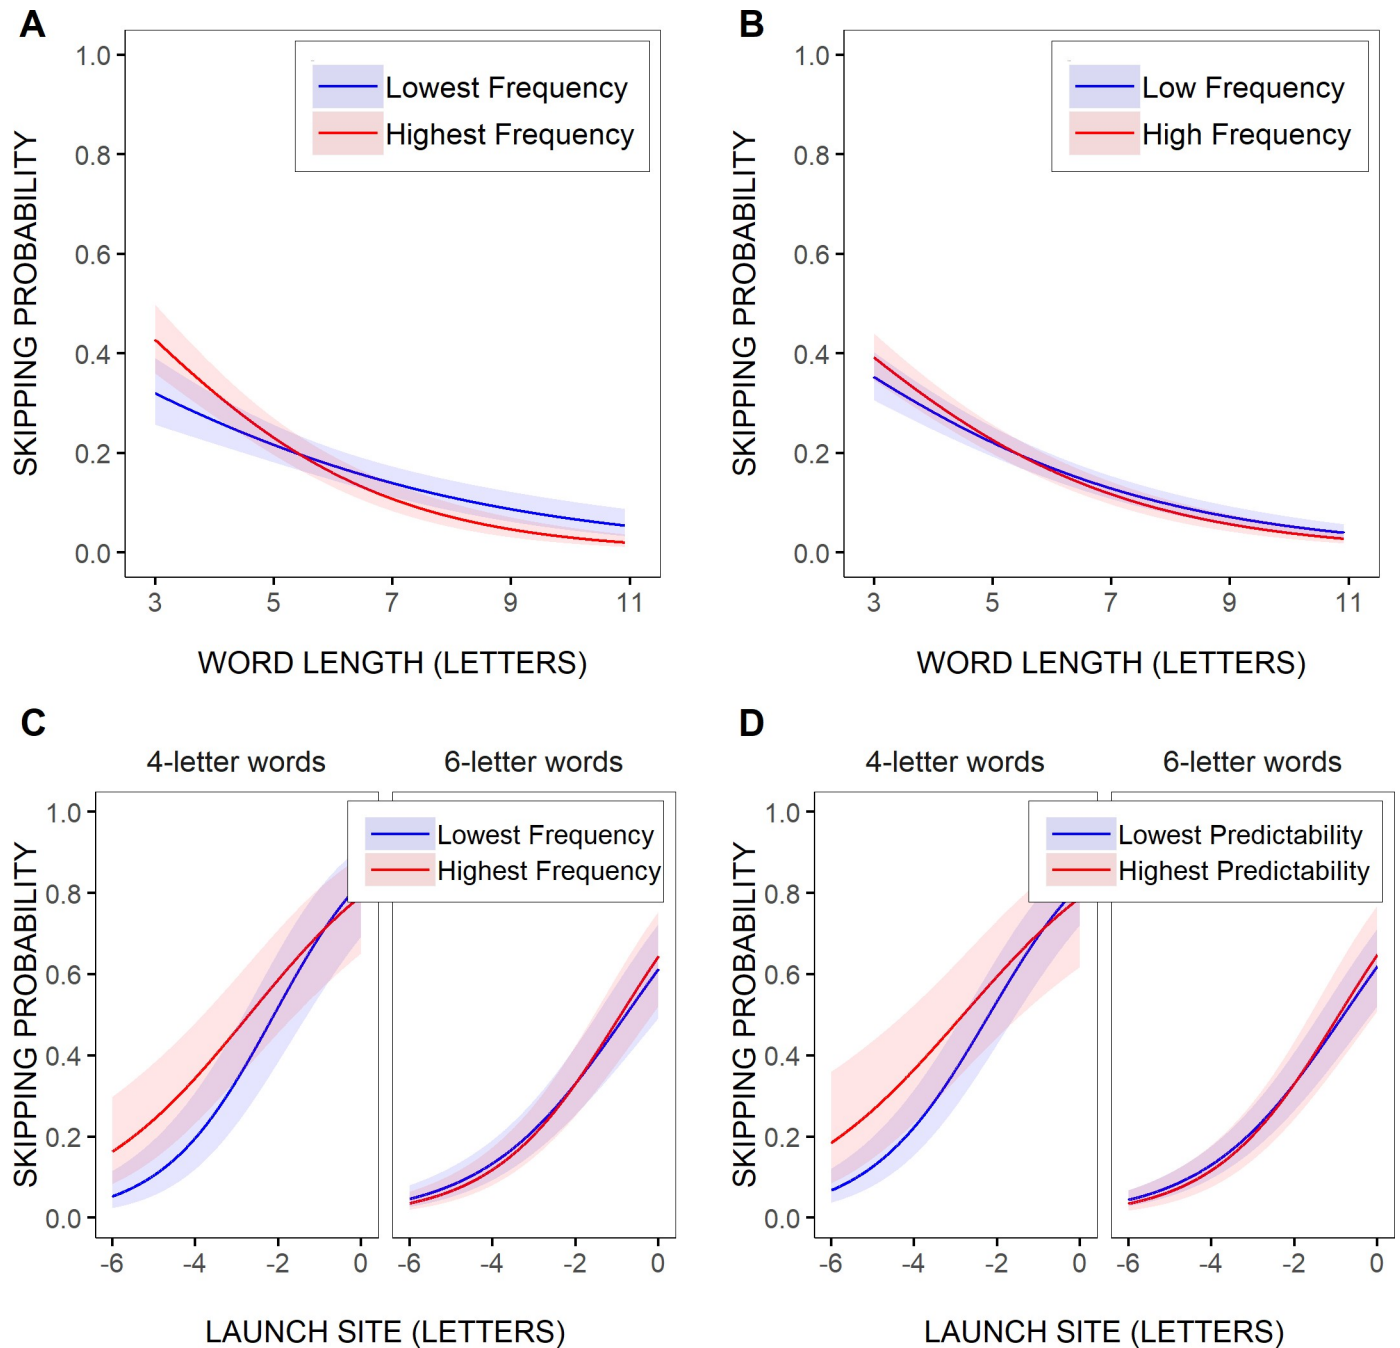 A
1.0
0.8
0.6
0.4
0.2
0.0
SKIPPING PROBABILITY
Lowest Frequency
Highest Frequency
3 5 7 9 11
WORD LENGTH (LETTERS)
B
1.0
0.8
0.6
0.4
0.2
0.0
SKIPPING PROBABILITY
Low Frequency
High Frequency
3 5 7 9 11
WORD LENGTH (LETTERS)
C
4-letter words 6-letter words
1.0
0.8
0.6
0.4
0.2
0.0
SKIPPING PROBABILITY
Lowest Frequency
Highest Frequency
-6 -4 -2 0 -6 -4 -2 0
LAUNCH SITE (LETTERS)
D
4-letter words 6-letter words
1.0
0.8
0.6
0.4
0.2
0.0
SKIPPING PROBABILITY
Lowest Predictability
Highest Predictability
-6 -4 -2 0 -6 -4 -2 0
LAUNCH SITE (LETTERS)